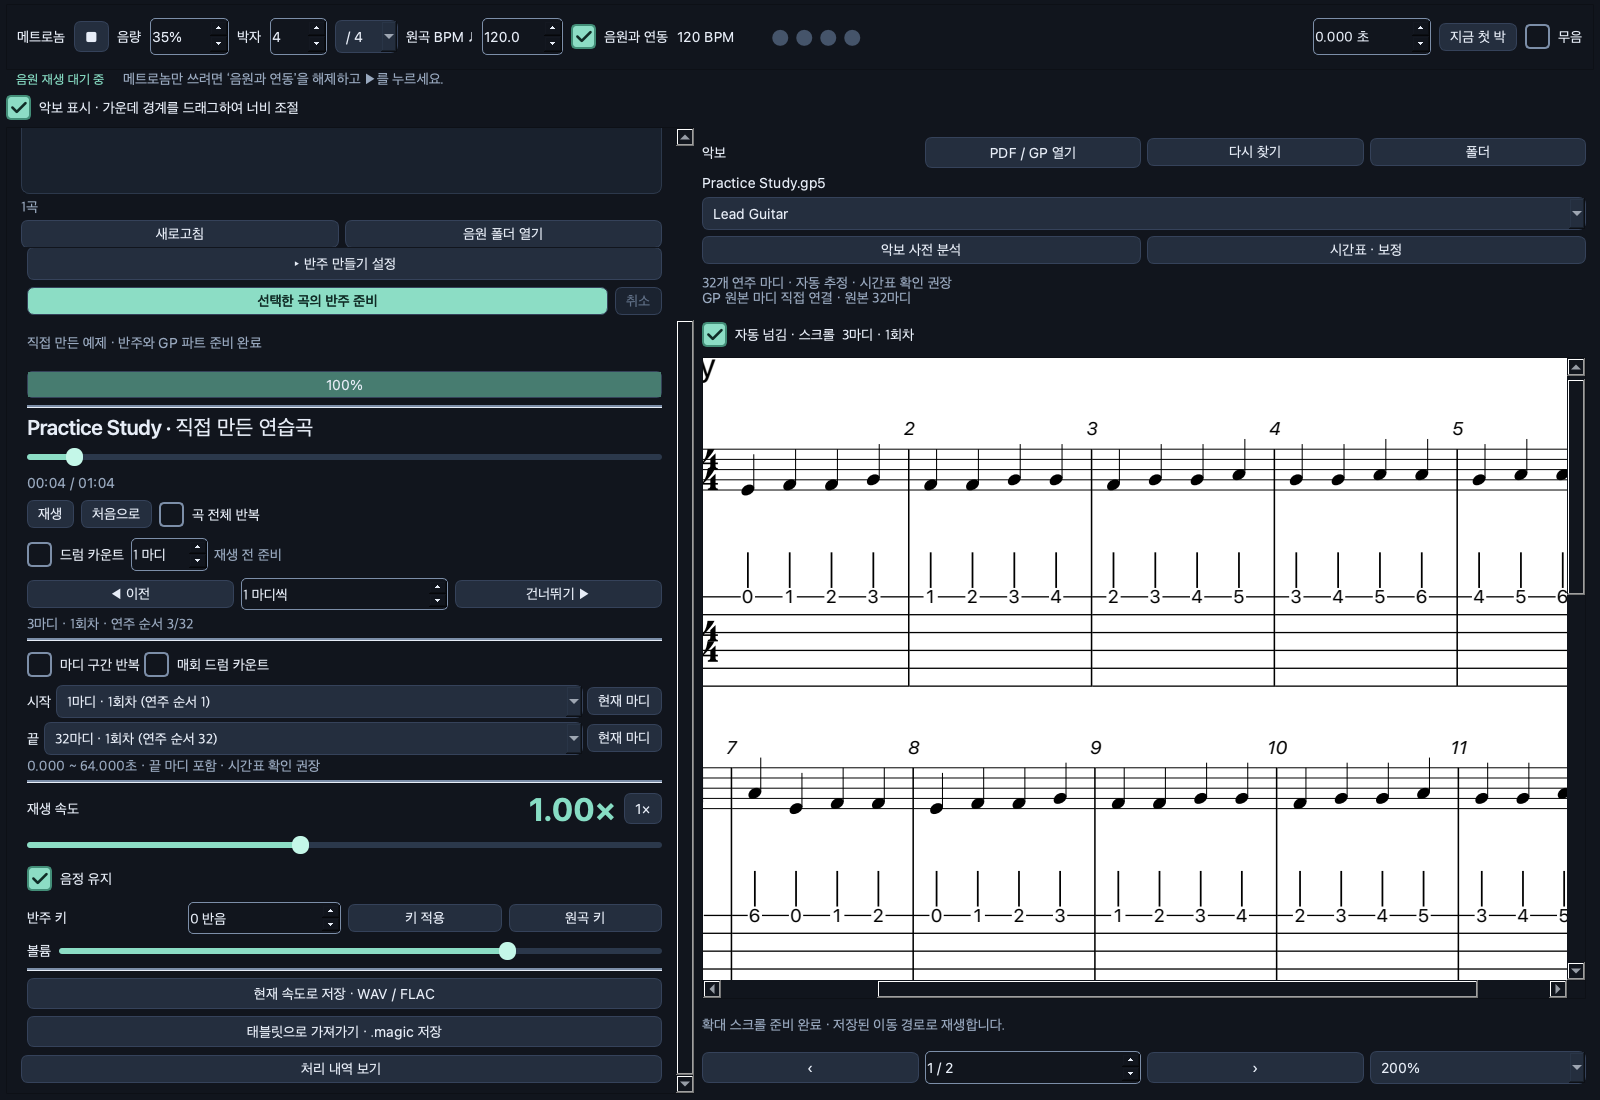 메트로놈 음량 35% 박자 4 / 4 원곡 BPM ♩ 120.0 음원과 연동 120 BPM 0.000 초 지금 첫 박 무음
음원 재생 대기 중 메트로놈만 쓰려면 '음원과 연동'을 해제하고 ▶를 누르세요.
악보 표시 · 가운데 경계를 드래그하여 너비 조절
1곡
새로고침 음원 폴더 열기
‣ 반주 만들기 설정
선택한 곡의 반주 준비 취소
직접 만든 예제 · 반주와 GP 파트 준비 완료
100%
Practice Study · 직접 만든 연습곡
00:04 / 01:04
재생 처음으로 곡 전체 반복
드럼 카운트 1 마디 재생 전 준비
◀ 이전 1 마디씩 건너뛰기 ▶
3마디 · 1회차 · 연주 순서 3/32
마디 구간 반복 매회 드럼 카운트
시작 1마디 · 1회차 (연주 순서 1) 현재 마디
끝 32마디 · 1회차 (연주 순서 32) 현재 마디
0.000 ~ 64.000초 · 끝 마디 포함 · 시간표 확인 권장
재생 속도 1.00× 1×
음정 유지
반주 키 0 반음 키 적용 원곡 키
볼륨
현재 속도로 저장 · WAV / FLAC
태블릿으로 가져가기 · .magic 저장
처리 내역 보기
악보 PDF / GP 열기 다시 찾기 폴더
Practice Study.gp5
Lead Guitar
악보 사전 분석 시간표 · 보정
32개 연주 마디 · 자동 추정 · 시간표 확인 권장
GP 원본 마디 직접 연결 · 원본 32마디
자동 넘김 · 스크롤 3마디 · 1회차
y
2 3 4 5
4
4
0 1 2 3 1 2 3 4 2 3 4 5 3 4 5 6 4 5 6
4
4
7 8 9 10 11
6 0 1 2 0 1 2 3 1 2 3 4 2 3 4 5 3 4 5
확대 스크롤 준비 완료 · 저장된 이동 경로로 재생합니다.
‹ 1 / 2 › 200%